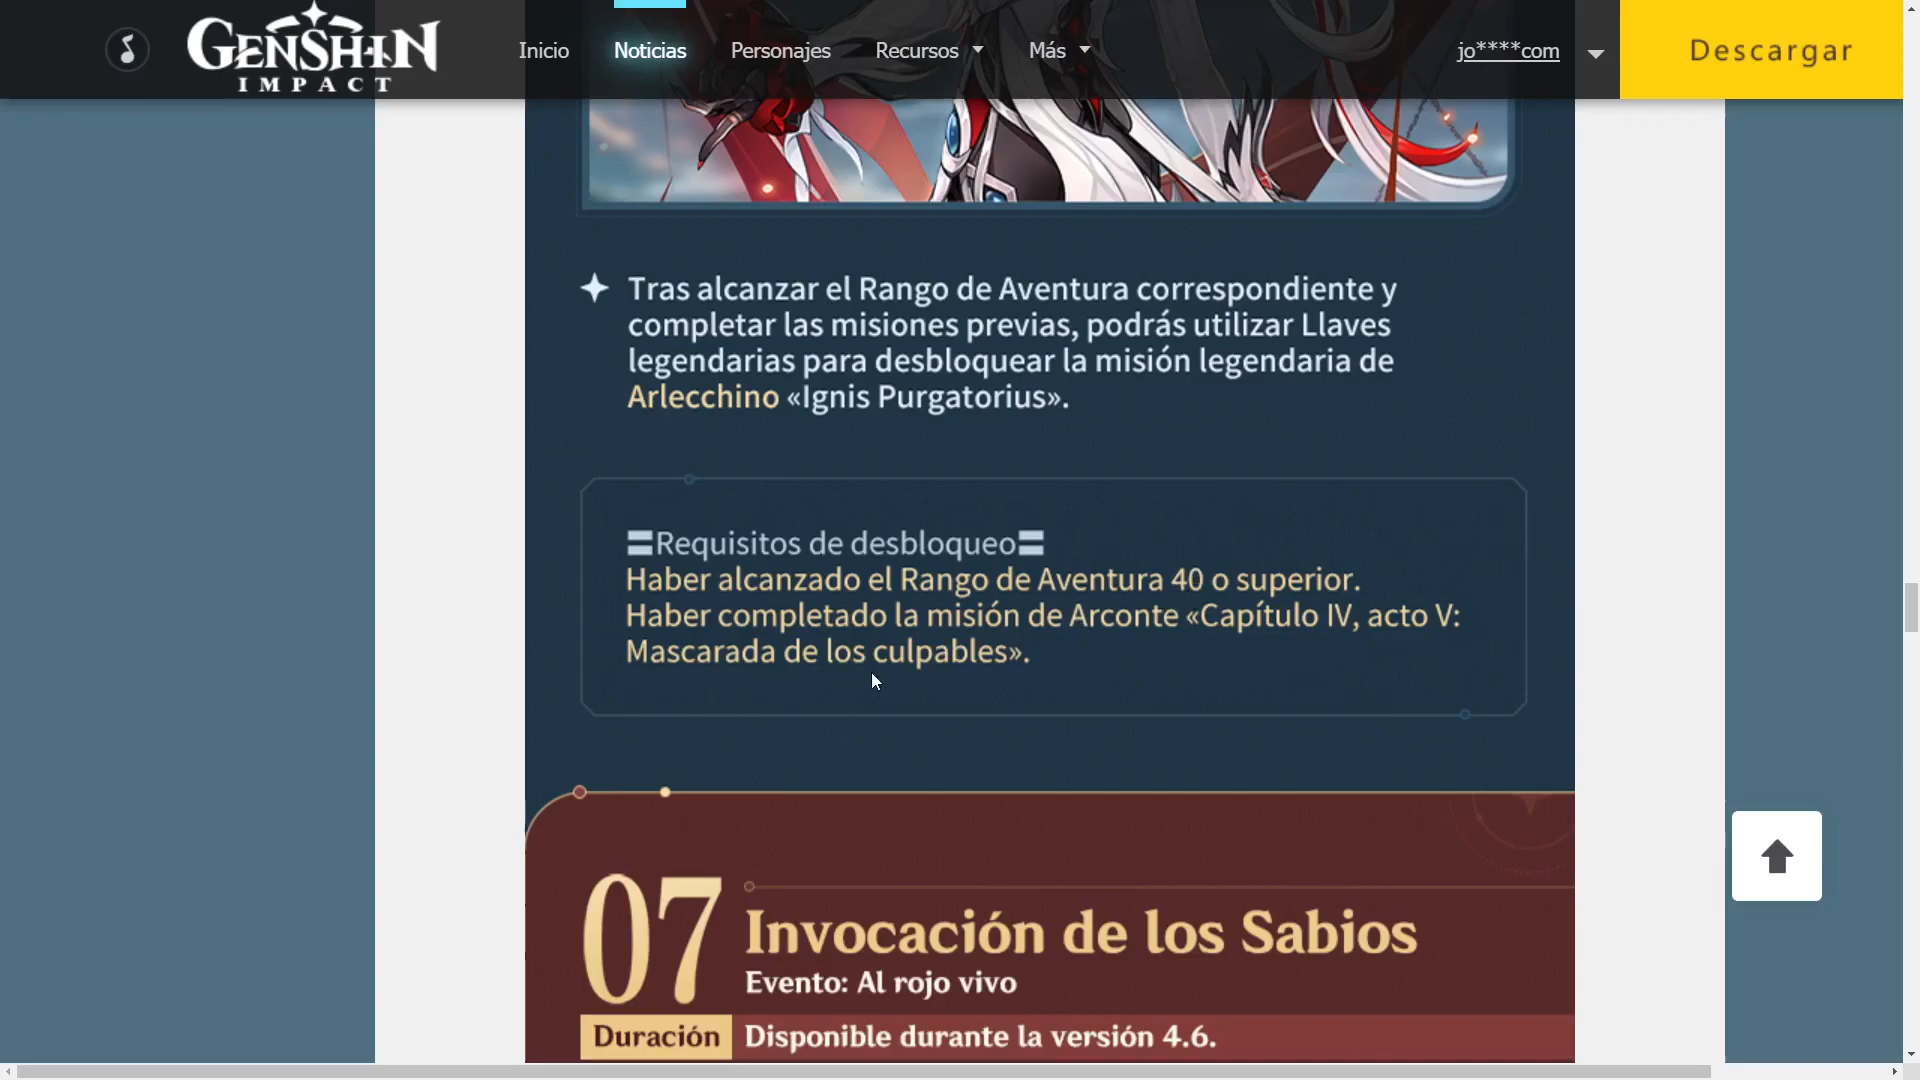 GENSHIN
IMPACT
Inicio
Noticias
Personajes
Recursos
Más
jo****com
Descargar
Tras alcanzar el Rango de Aventura correspondiente y
completar las misiones previas, podrás utilizar Llaves
legendarias para desbloquear la misión legendaria de
Arlecchino «Ignis Purgatorius».
〓Requisitos de desbloqueo〓
Haber alcanzado el Rango de Aventura 40 o superior.
Haber completado la misión de Arconte «Capítulo IV, acto V:
Mascarada de los culpables».
07
Invocación de los Sabios
Evento: Al rojo vivo
Duración
Disponible durante la versión 4.6.